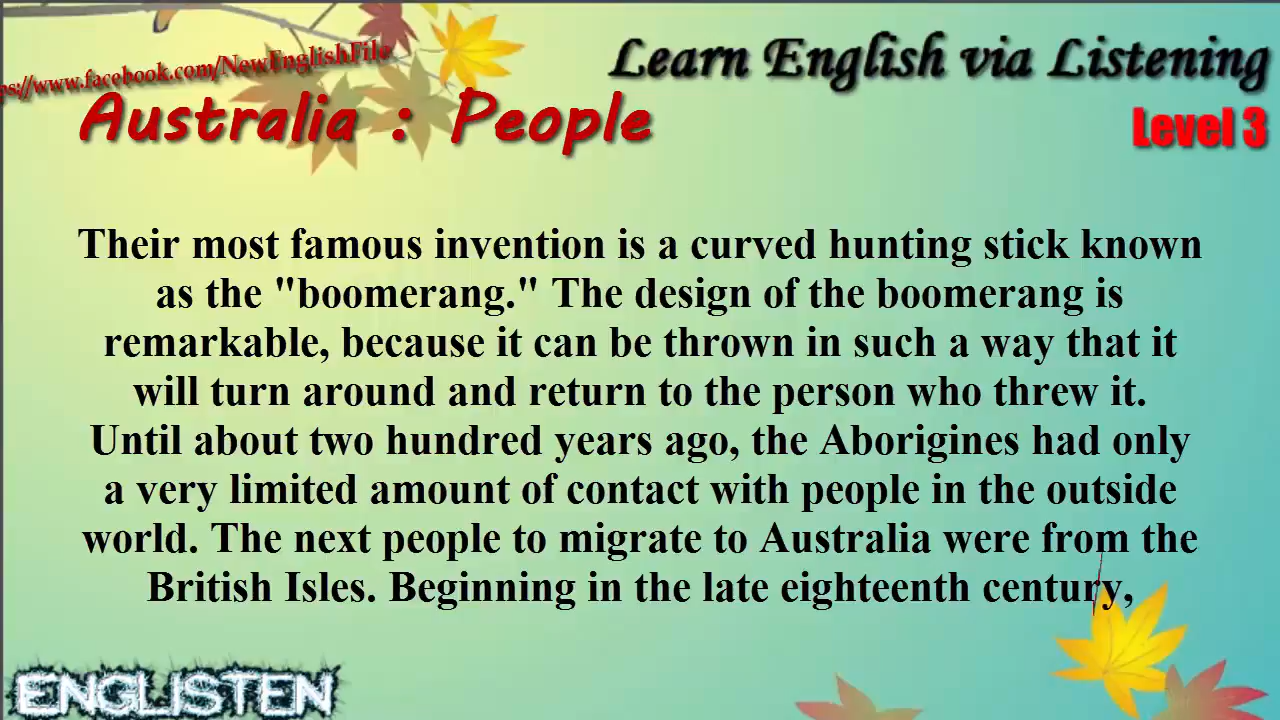 ps://www.facebook.com/NewEnglishFile
Learn English via Listening
Australia : People
Level 3
Their most famous invention is a curved hunting stick known
as the "boomerang." The design of the boomerang is
remarkable, because it can be thrown in such a way that it
will turn around and return to the person who threw it.
Until about two hundred years ago, the Aborigines had only
a very limited amount of contact with people in the outside
world. The next people to migrate to Australia were from the
British Isles. Beginning in the late eighteenth century,
ENGLISTEN